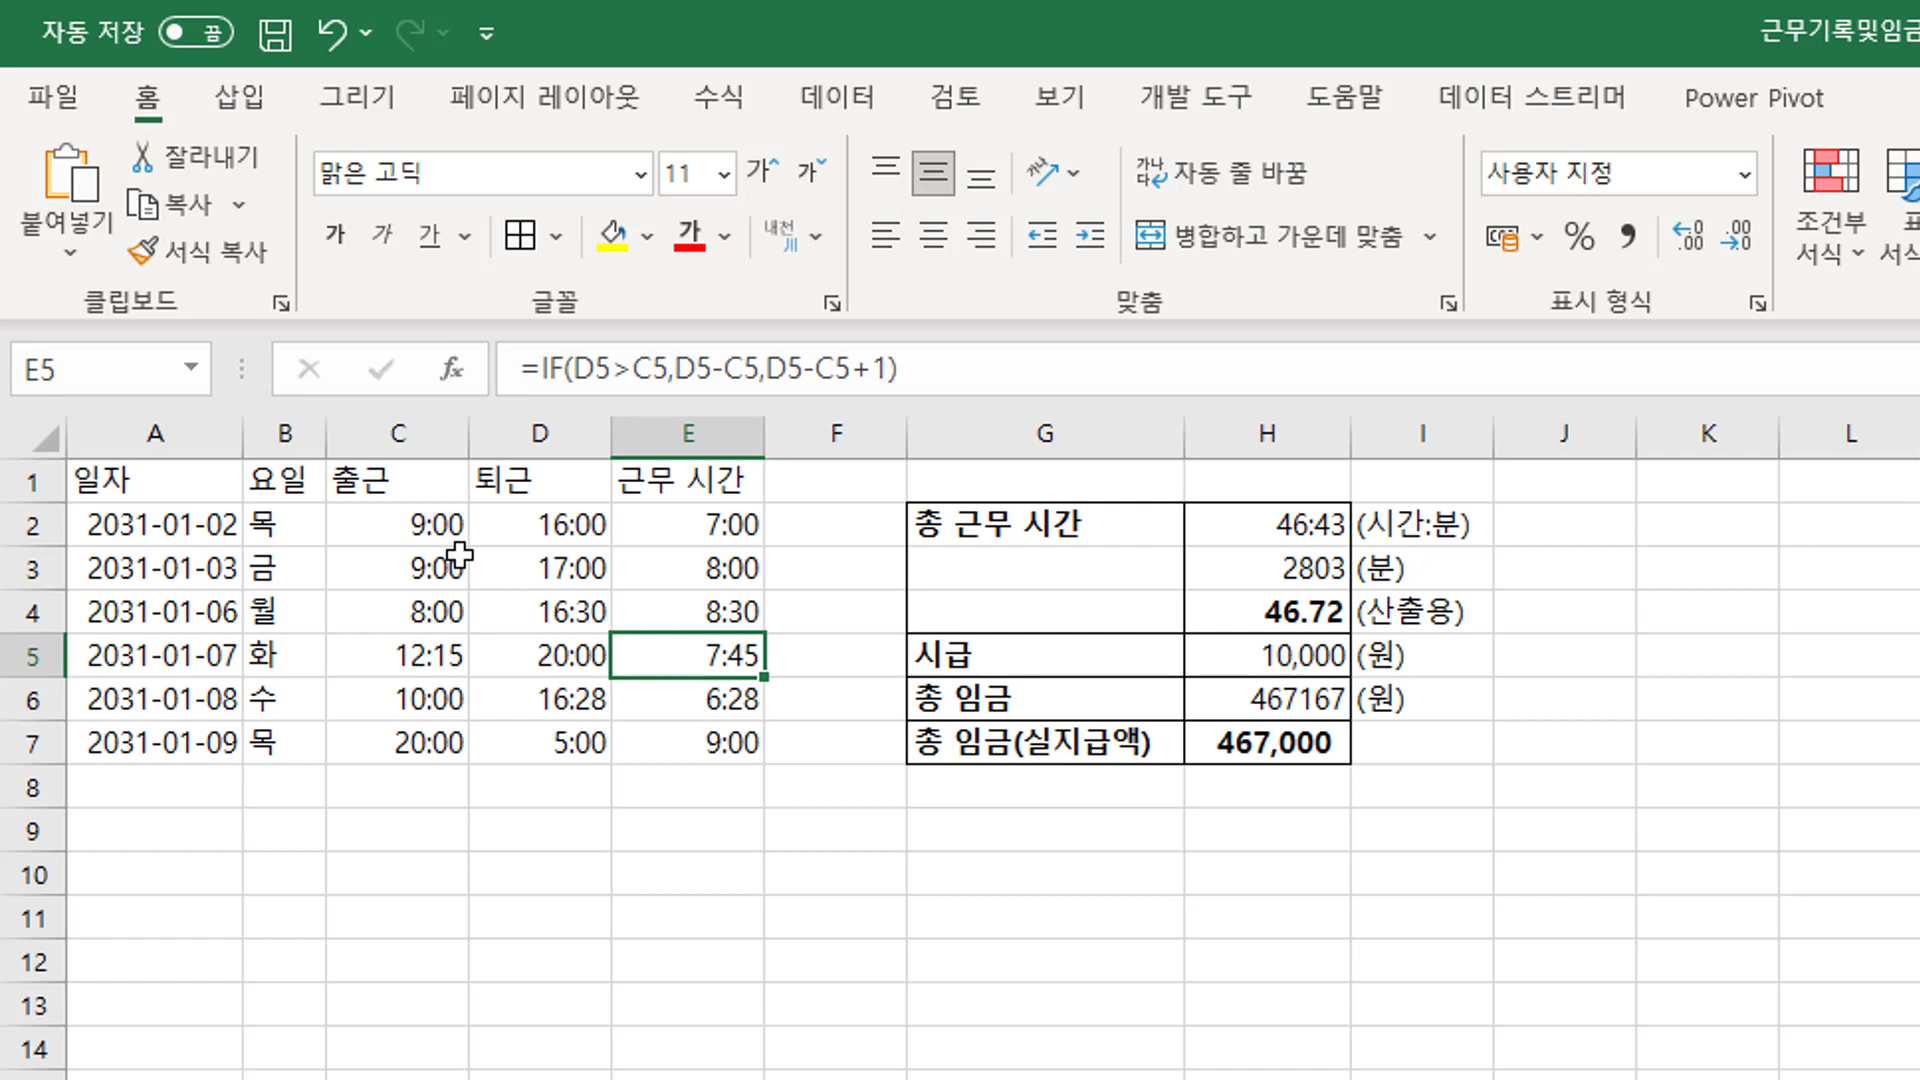 자동 저장 끔 근무기록및임금
파일 홈 삽입 그리기 페이지 레이아웃 수식 데이터 검토 보기 개발 도구 도움말 데이터 스트리머 Power Pivot
붙여넣기 잘라내기 복사 서식 복사
맑은 고딕 11 가 가
가 가 가 가 내천 川
가나다 자동 줄 바꿈
병합하고 가운데 맞춤
사용자 지정
% , .00 .00
조건부 서식
클립보드 글꼴 맞춤 표시 형식
E5 fx =IF(D5>C5,D5-C5,D5-C5+1)
A B C D E F G H I J K L
1 일자 요일 출근 퇴근 근무 시간
2 2031-01-02 목 9:00 16:00 7:00 총 근무 시간 46:43 (시간:분)
3 2031-01-03 금 9:00 17:00 8:00 2803 (분)
4 2031-01-06 월 8:00 16:30 8:30 46.72 (산출용)
5 2031-01-07 화 12:15 20:00 7:45 시급 10,000 (원)
6 2031-01-08 수 10:00 16:28 6:28 총 임금 467167 (원)
7 2031-01-09 목 20:00 5:00 9:00 총 임금(실지급액) 467,000
8
9
10
11
12
13
14